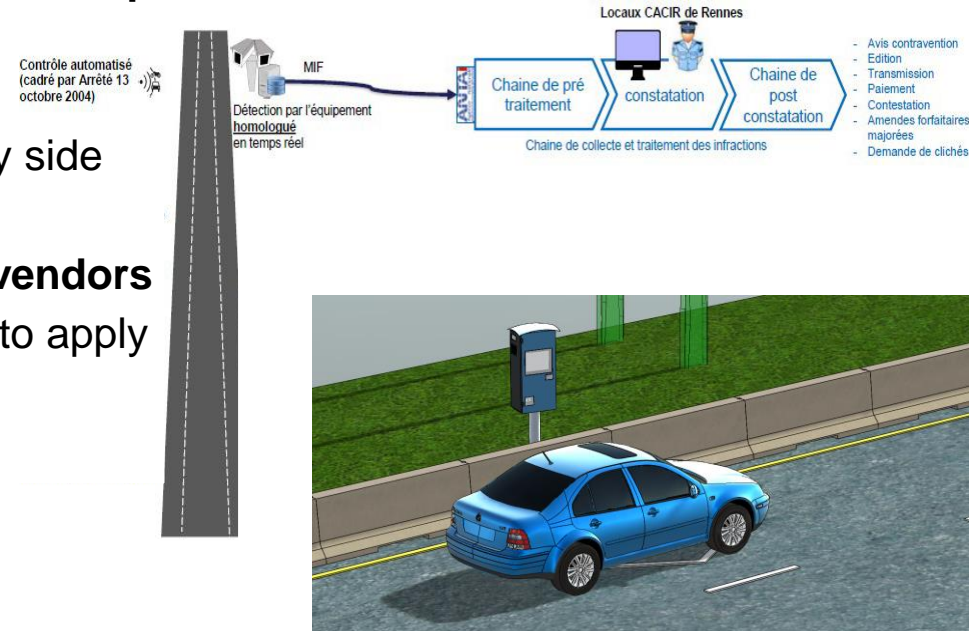 Locaux CACIR de Rennes
Contrôle automatisé
(cadré par Arrêté 13
octobre 2004)
MIF
Détection par l'équipement
homologué
en temps réel
ANTAI
Chaine de pré
traitement
constatation
Chaine de
post
constatation
Chaine de collecte et traitement des infractions
- Avis contravention
- Edition
- Transmission
- Paiement
- Contestation
- Amendes forfaitaires
majorées
- Demande de clichés
y side
vendors
to apply